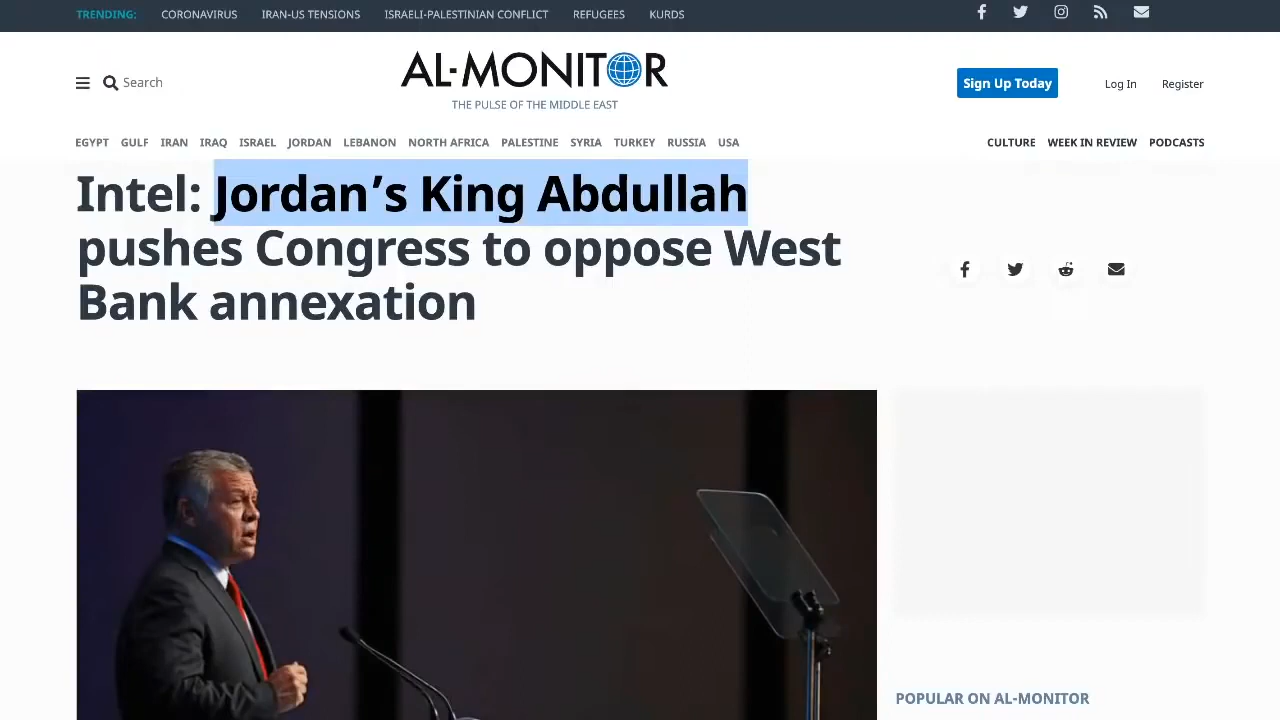 TRENDING: CORONAVIRUS IRAN-US TENSIONS ISRAELI-PALESTINIAN CONFLICT REFUGEES KURDS
Search
AL-MONITOR
THE PULSE OF THE MIDDLE EAST
Sign Up Today Log In Register
EGYPT GULF IRAN IRAQ ISRAEL JORDAN LEBANON NORTH AFRICA PALESTINE SYRIA TURKEY RUSSIA USA CULTURE WEEK IN REVIEW PODCASTS
Intel: Jordan’s King Abdullah
pushes Congress to oppose West
Bank annexation
POPULAR ON AL-MONITOR